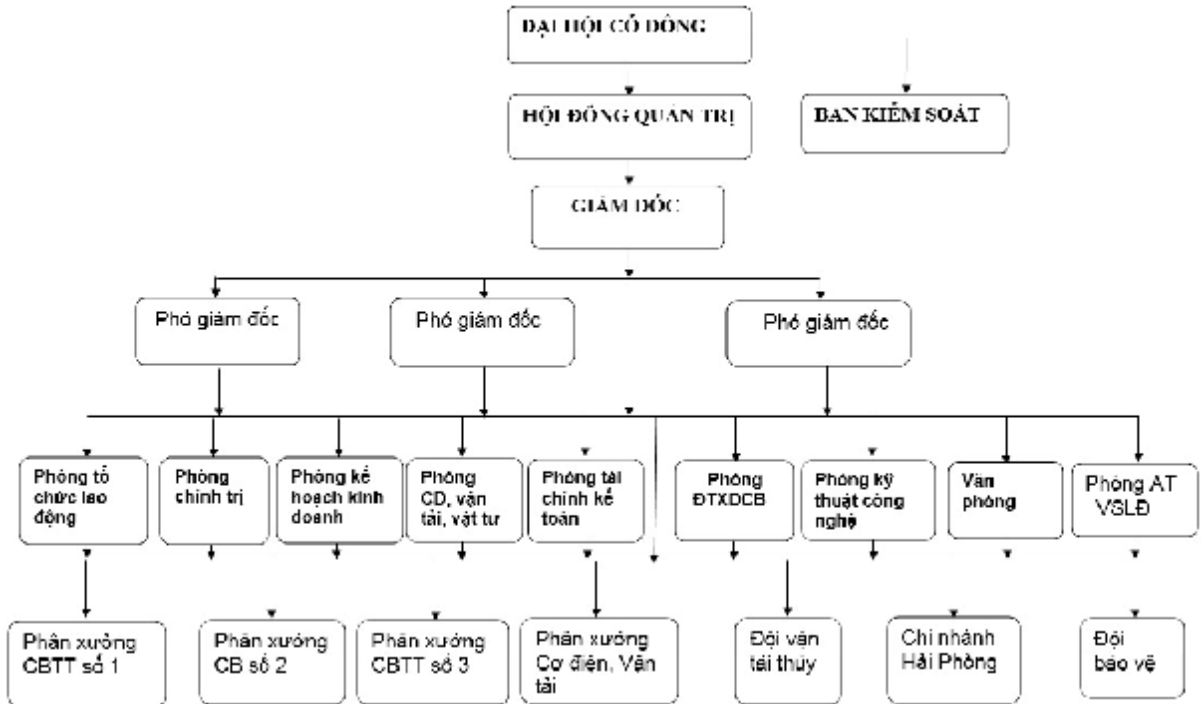 ĐẠI HỘI CỔ ĐÔNG
HỘI ĐỒNG QUẢN TRỊ
BAN KIỂM SOÁT
GIÁM ĐỐC
Phó giám đốc
Phó giám đốc
Phó giám đốc
Phòng tổ
chức lao
động
Phòng
chính trị
Phòng kế
hoạch kinh
doanh
Phòng
CD, vận
tải, vật tư
Phòng tài
chính kế
toán
Phòng
ĐTXDCB
Phòng kỹ
thuật công
nghệ
Văn
phòng
Phòng AT
VSLĐ
Phân xưởng
CBTT số 1
Phân xưởng
CB số 2
Phân xưởng
CBTT số 3
Phân xưởng
Cơ điện, Vận
tải
Đội vận
tải thủy
Chi nhánh
Hải Phòng
Đội
bảo vệ